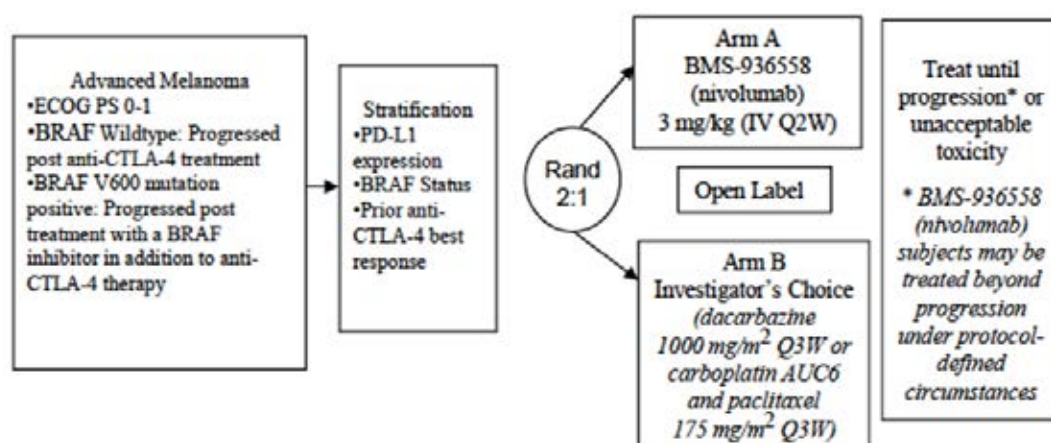 Advanced Melanoma
•ECOG PS 0-1
•BRAF Wildtype: Progressed
post anti-CTLA-4 treatment
•BRAF V600 mutation
positive: Progressed post
treatment with a BRAF
inhibitor in addition to anti-
CTLA-4 therapy
Stratification
•PD-L1
expression
•BRAF Status
•Prior anti-
CTLA-4 best
response
Rand
2:1
Arm A
BMS-936558
(nivolumab)
3 mg/kg (IV Q2W)
Open Label
Arm B
Investigator's Choice
(dacarbazine
1000 mg/m² Q3W or
carboplatin AUC6
and paclitaxel
175 mg/m² Q3W)
Treat until
progression* or
unacceptable
toxicity
* BMS-936558
(nivolumab)
subjects may be
treated beyond
progression
under protocol-
defined
circumstances